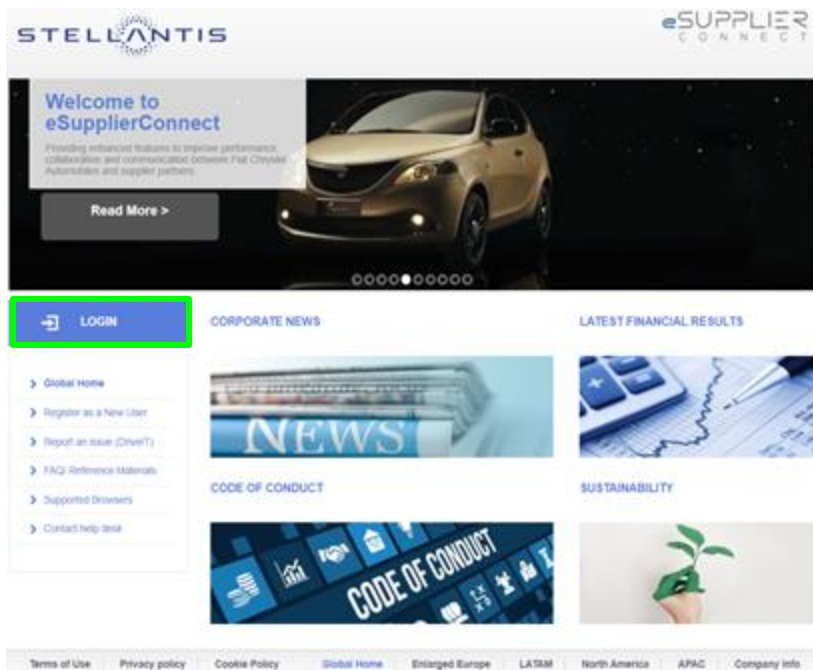 STELLANTIS
eSUPPLIER
CONNECT
Welcome to
eSupplierConnect
Providing enhanced features to improve performance,
collaboration and communication between Fiat Chrysler
Automobiles and supplier partners.
Read More >
LOGIN
Global Home
Register as a New User
Report an issue (DriveIT)
FAQ/ Reference Materials
Supported Browsers
Contact help desk
CORPORATE NEWS
NEWS
LATEST FINANCIAL RESULTS
CODE OF CONDUCT
CODE OF CONDUCT
SUSTAINABILITY
Terms of Use Privacy policy Cookie Policy Global Home Enlarged Europe LATAM North America APAC Company info